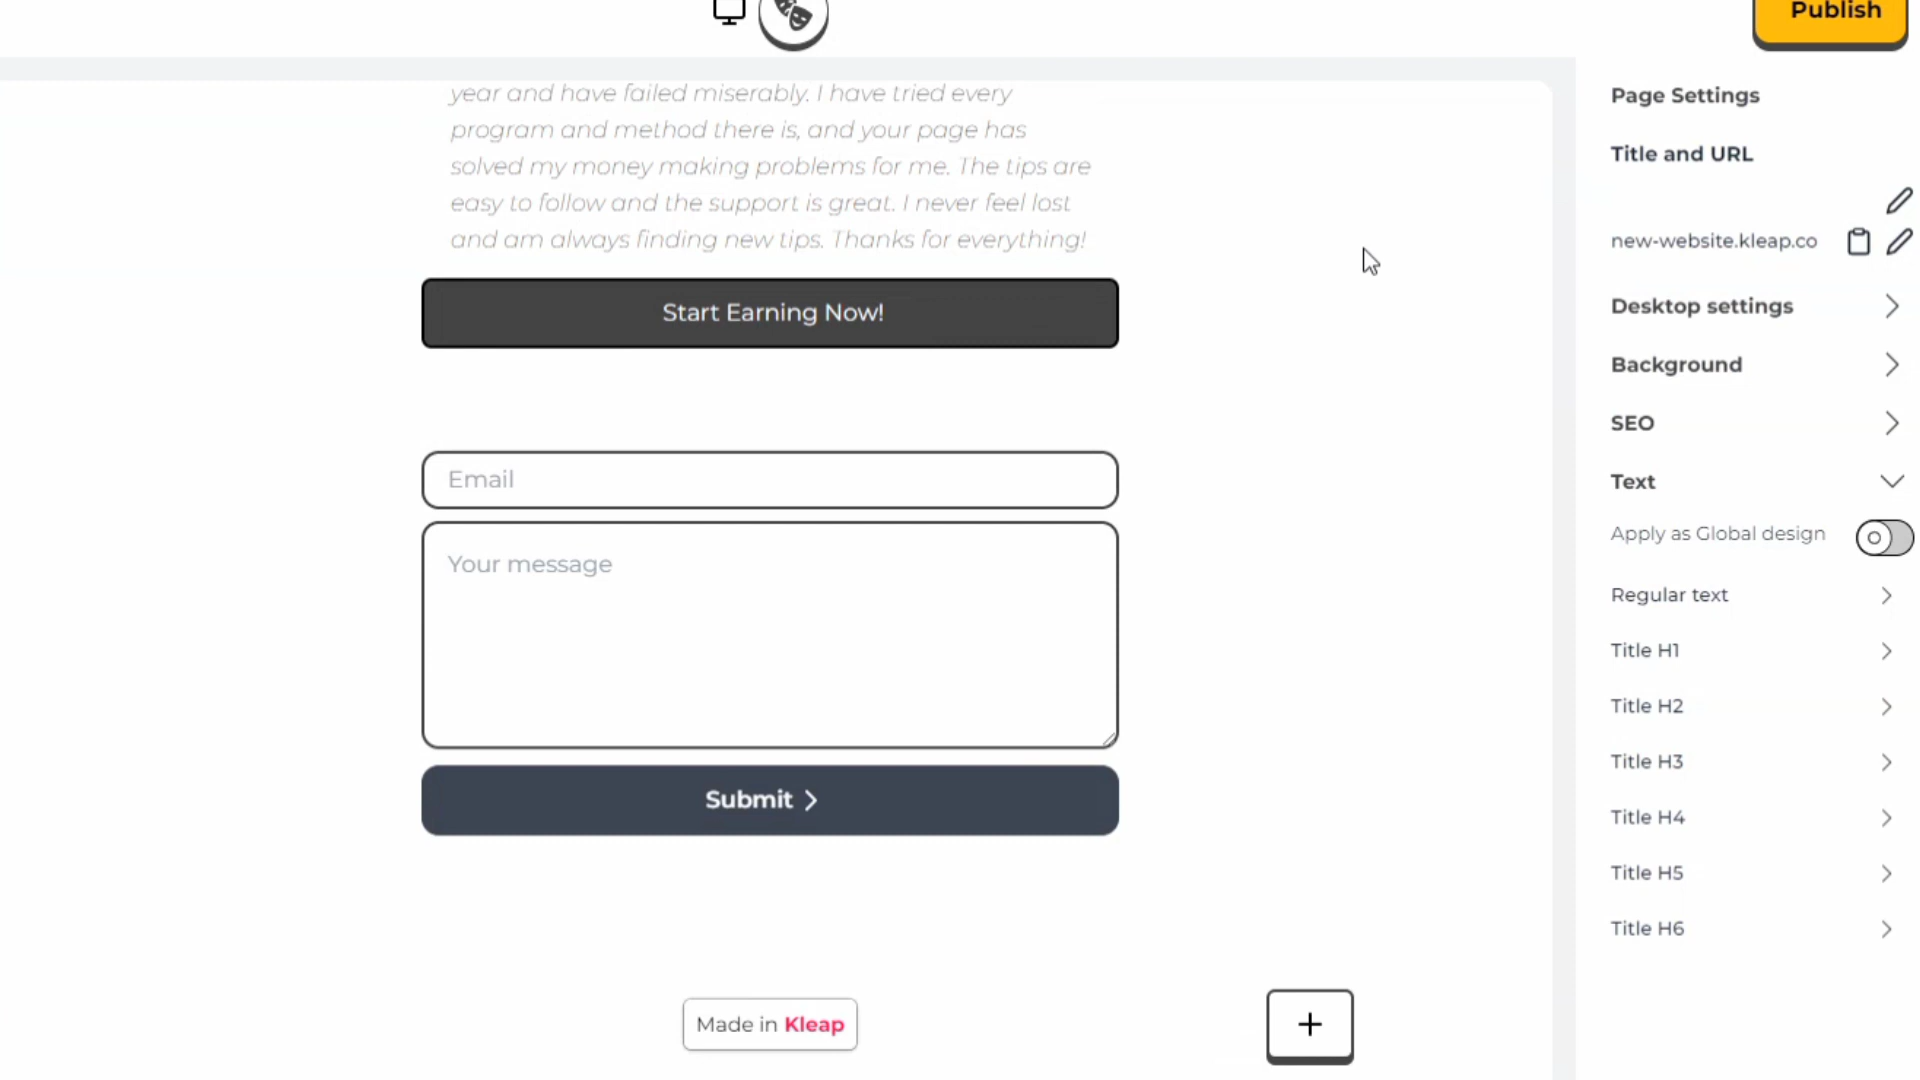 Publish
year and have failed miserably. I have tried every
program and method there is, and your page has
solved my money making problems for me. The tips are
easy to follow and the support is great. I never feel lost
and am always finding new tips. Thanks for everything!
Start Earning Now!
Email
Your message
Submit
Made in Kleap
+
Page Settings
Title and URL
new-website.kleap.co
Desktop settings
Background
SEO
Text
Apply as Global design
Regular text
Title H1
Title H2
Title H3
Title H4
Title H5
Title H6